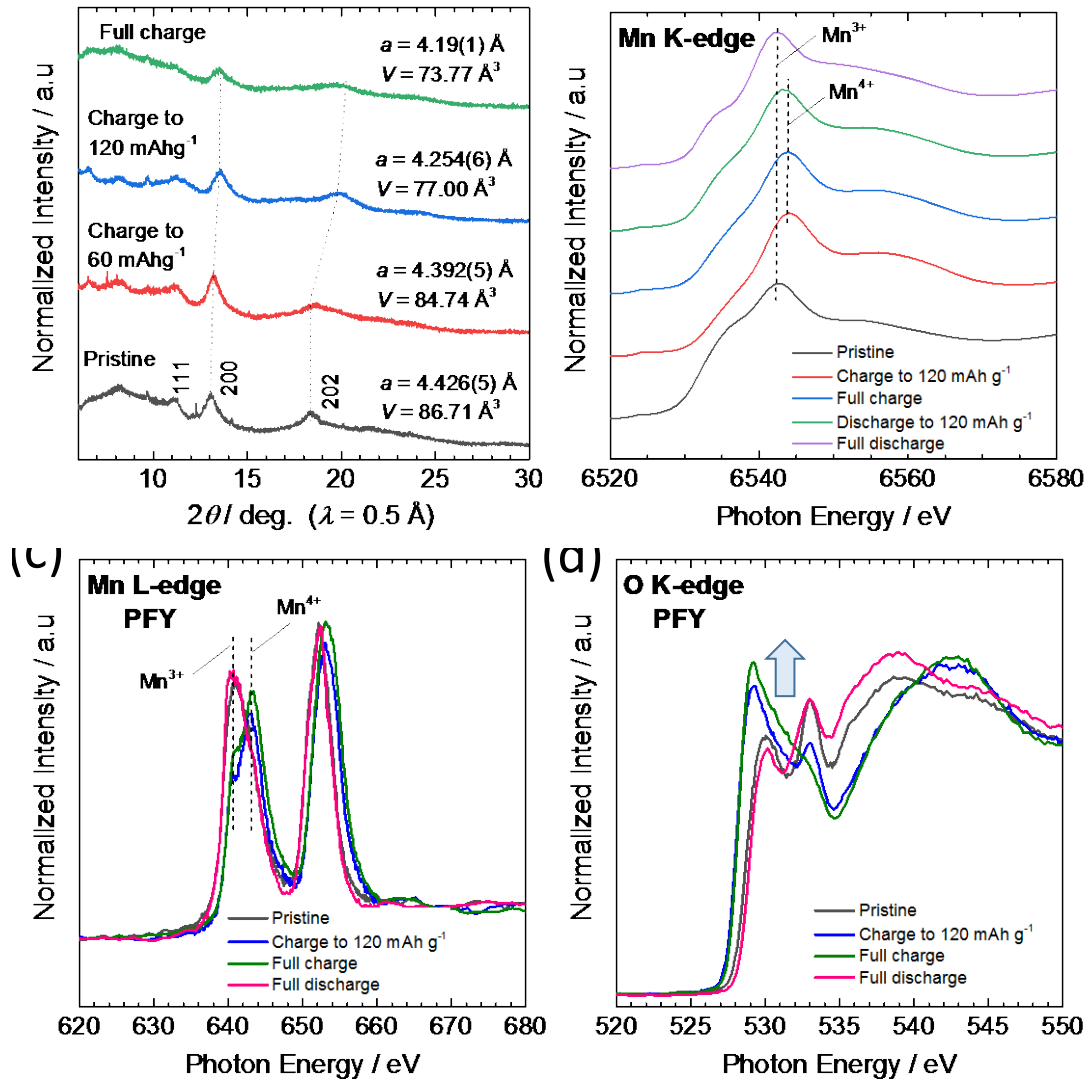 Full charge
a = 4.19(1) Å
V = 73.77 Å³
Charge to
120 mAhg⁻¹
a = 4.254(6) Å
V = 77.00 Å³
Charge to
60 mAhg⁻¹
a = 4.392(5) Å
V = 84.74 Å³
Pristine
111
200
202
a = 4.426(5) Å
V = 86.71 Å³
Normalized Intensity / a.u
10 15 20 25 30
2θ / deg. (λ = 0.5 Å)
Mn K-edge
Mn³⁺
Mn⁴⁺
Normalized Intensity / a.u
Pristine
Charge to 120 mAh g⁻¹
Full charge
Discharge to 120 mAh g⁻¹
Full discharge
6520 6540 6560 6580
Photon Energy / eV
(c)
Mn L-edge
PFY
Mn⁴⁺
Mn³⁺
Normalized Intensity / a.u
Pristine
Charge to 120 mAh g⁻¹
Full charge
Full discharge
620 630 640 650 660 670 680
Photon Energy / eV
(d)
O K-edge
PFY
Normalized Intensity / a.u
Pristine
Charge to 120 mAh g⁻¹
Full charge
Full discharge
520 525 530 535 540 545 550
Photon Energy / eV